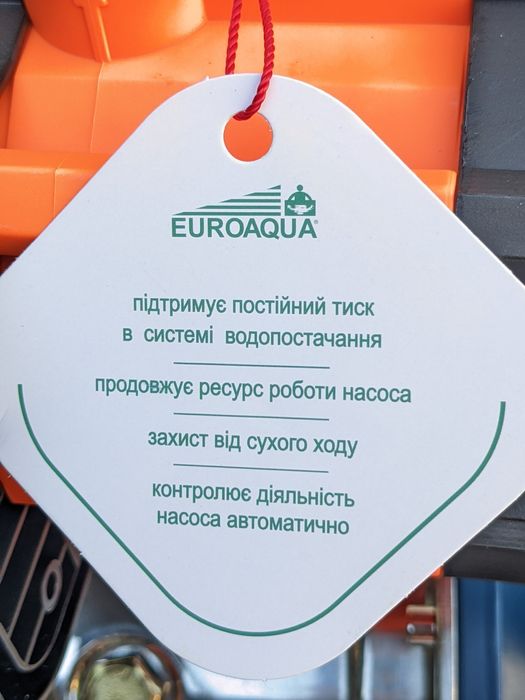 EUROAQUA
підтримує постійний тиск
в системі водопостачання
продовжує ресурс роботи насоса
захист від сухого ходу
контролює діяльність
насоса автоматично